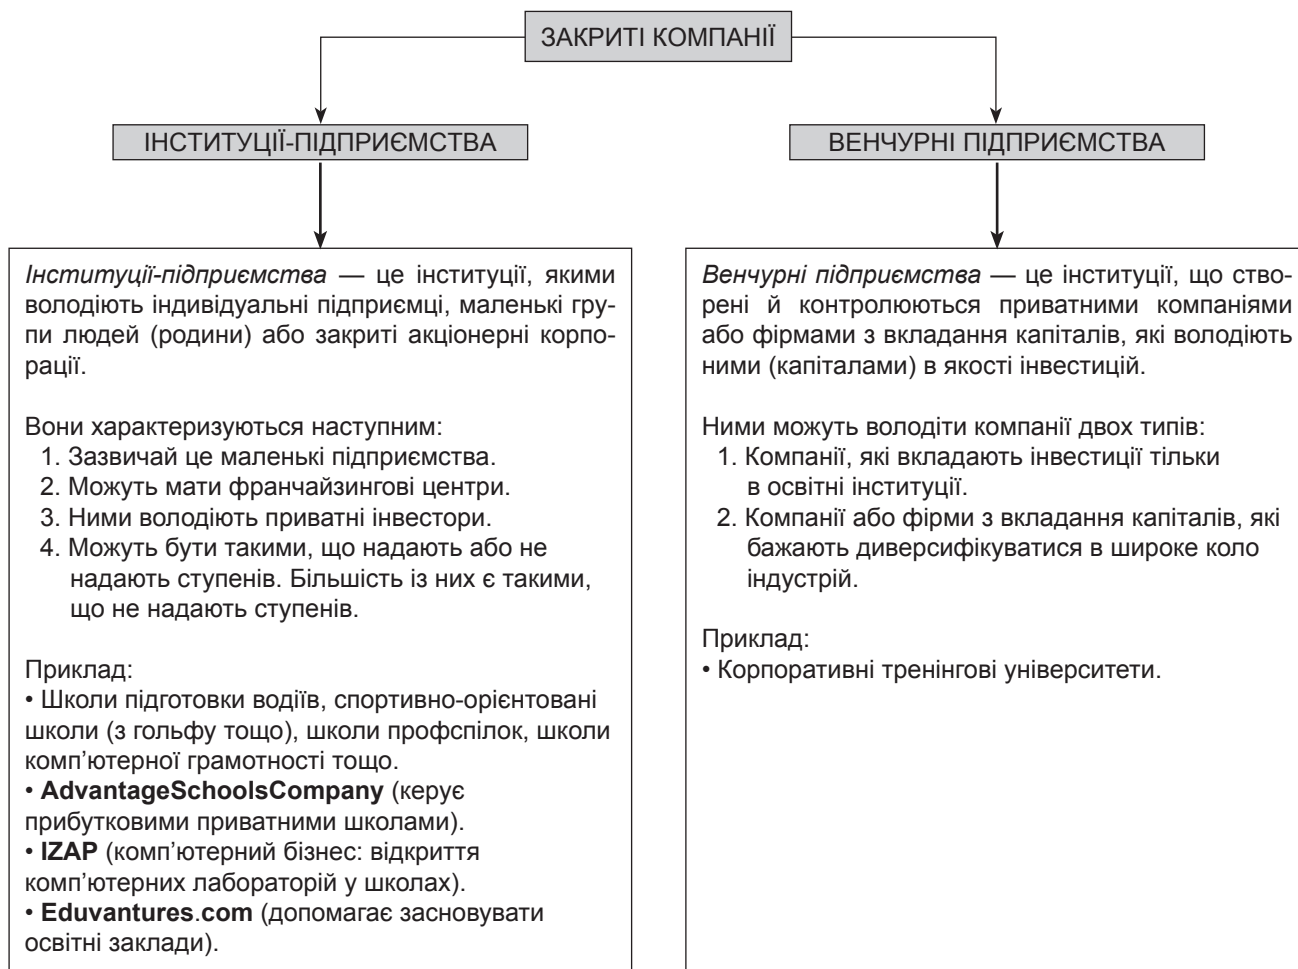 ЗАКРИТІ КОМПАНІЇ
ІНСТИТУЦІЇ-ПІДПРИЄМСТВА
ВЕНЧУРНІ ПІДПРИЄМСТВА
Інституції-підприємства — це інституції, якими
володіють індивідуальні підприємці, маленькі гру-
пи людей (родини) або закриті акціонерні корпо-
рації.
Вони характеризуються наступним:
1. Зазвичай це маленькі підприємства.
2. Можуть мати франчайзингові центри.
3. Ними володіють приватні інвестори.
4. Можуть бути такими, що надають або не
надають ступенів. Більшість із них є такими,
що не надають ступенів.
Приклад:
• Школи підготовки водіїв, спортивно-орієнтовані
школи (з гольфу тощо), школи профспілок, школи
комп’ютерної грамотності тощо.
• AdvantageSchoolsCompany (керує
прибутковими приватними школами).
• IZAP (комп’ютерний бізнес: відкриття
комп’ютерних лабораторій у школах).
• Eduvantures.com (допомагає засновувати
освітні заклади).
Венчурні підприємства — це інституції, що ство-
рені й контролюються приватними компаніями
або фірмами з вкладання капіталів, які володіють
ними (капіталами) в якості інвестицій.
Ними можуть володіти компанії двох типів:
1. Компанії, які вкладають інвестиції тільки
в освітні інституції.
2. Компанії або фірми з вкладання капіталів, які
бажають диверсифікуватися в широке коло
індустрій.
Приклад:
• Корпоративні тренінгові університети.